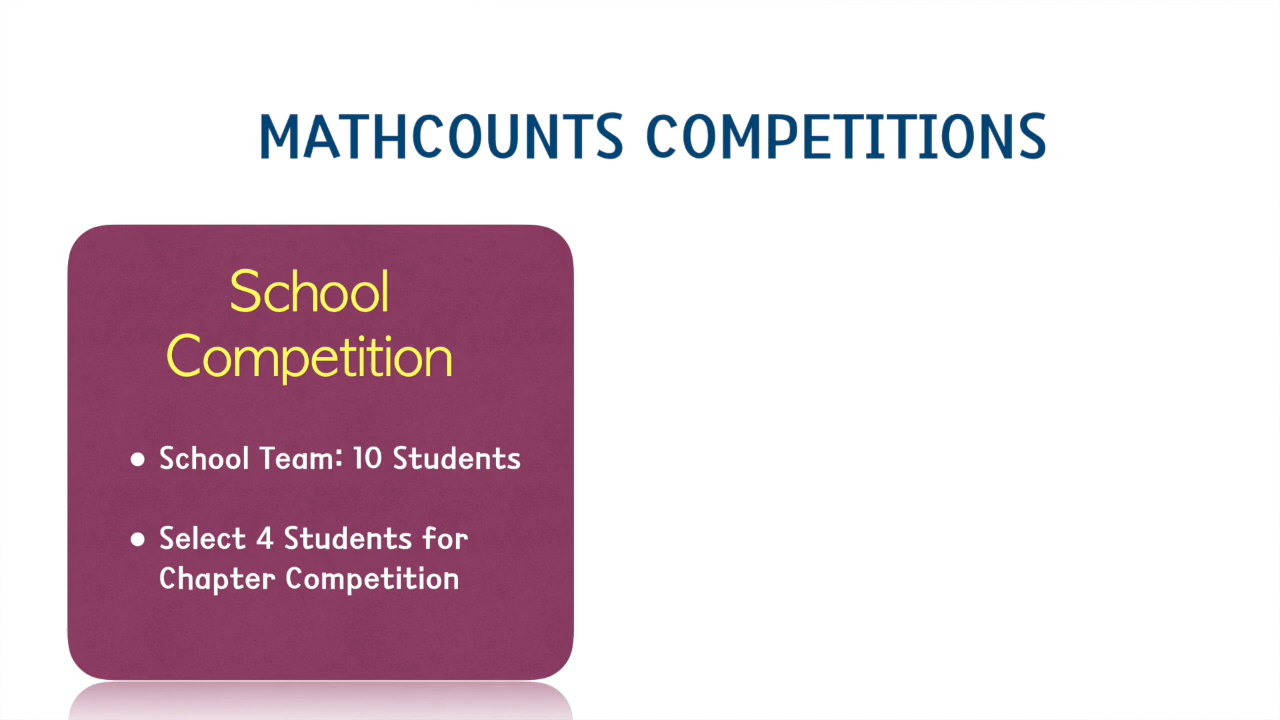 MATHCOUNTS COMPETITIONS
School
Competition
• School Team: 10 Students
• Select 4 Students for
Chapter Competition